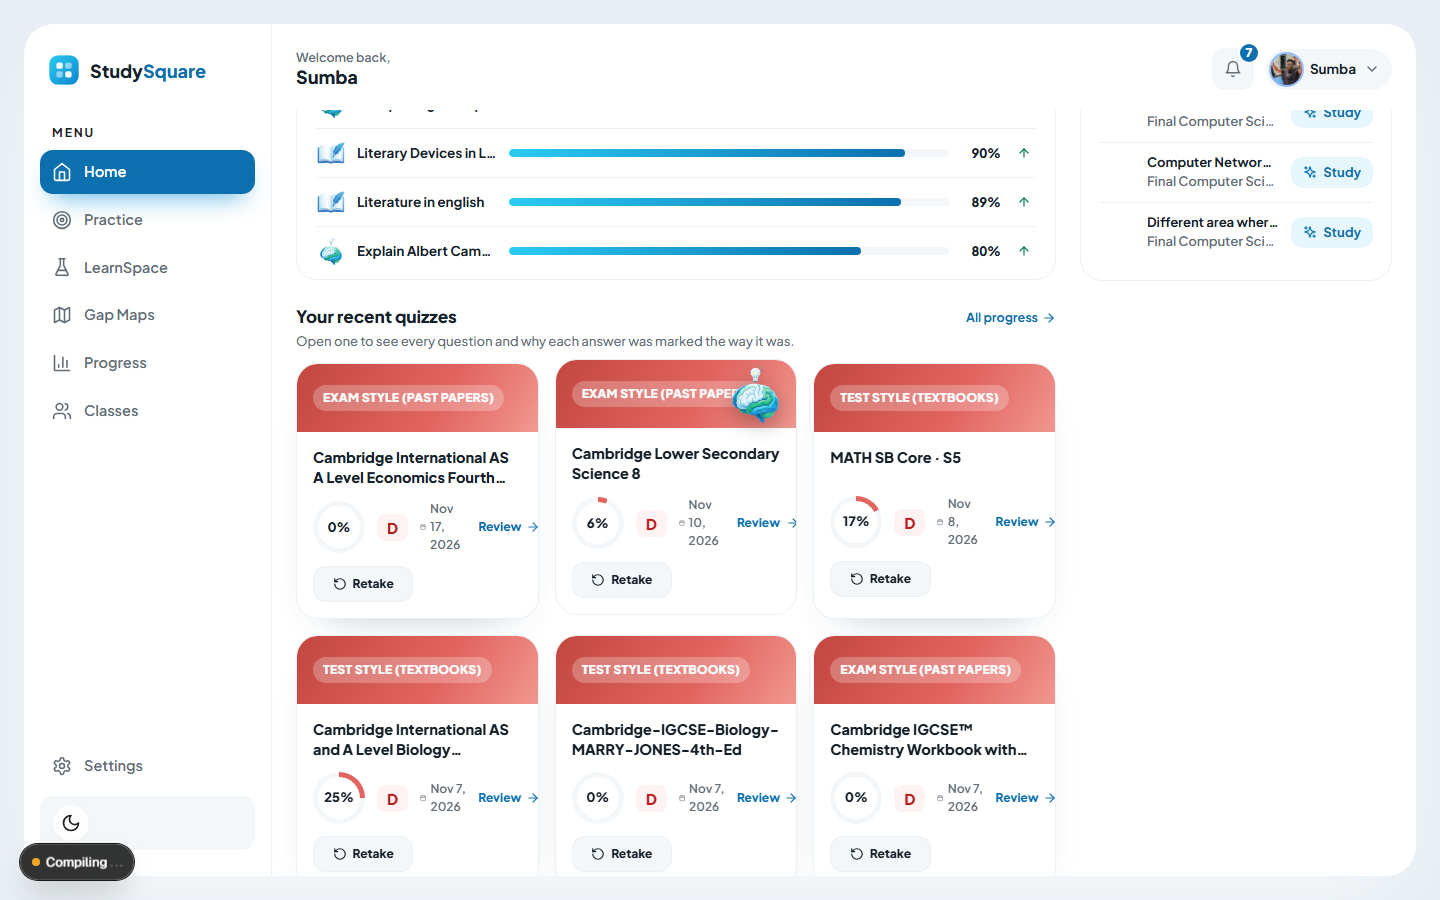 StudySquare
MENU
Home
Practice
LearnSpace
Gap Maps
Progress
Classes
Settings
Compiling ...
Welcome back,
Sumba
7
Sumba
Literary Devices in L...
90%
Literature in english
89%
Explain Albert Cam...
80%
Final Computer Sci...
Study
Computer Networ...
Final Computer Sci...
Study
Different area wher...
Final Computer Sci...
Study
Your recent quizzes
All progress
Open one to see every question and why each answer was marked the way it was.
EXAM STYLE (PAST PAPERS)
Cambridge International AS
A Level Economics Fourth...
0%
D
Nov
17,
2026
Review
Retake
EXAM STYLE (PAST PAPER
Cambridge Lower Secondary
Science 8
6%
D
Nov
10,
2026
Review
Retake
TEST STYLE (TEXTBOOKS)
MATH SB Core · S5
17%
D
Nov
8,
2026
Review
Retake
TEST STYLE (TEXTBOOKS)
Cambridge International AS
and A Level Biology...
25%
D
Nov 7,
2026
Review
Retake
TEST STYLE (TEXTBOOKS)
Cambridge-IGCSE-Biology-
MARRY-JONES-4th-Ed
0%
D
Nov 7,
2026
Review
Retake
EXAM STYLE (PAST PAPERS)
Cambridge IGCSE™
Chemistry Workbook with...
0%
D
Nov 7,
2026
Review
Retake